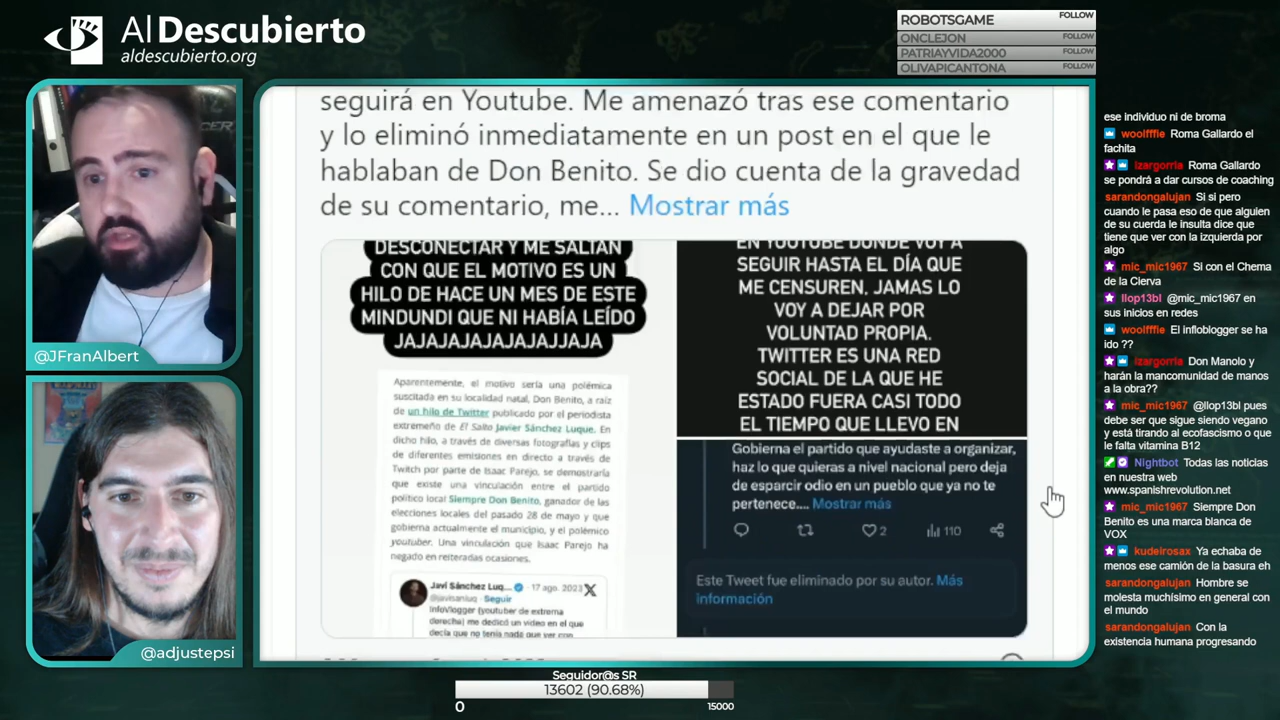 Al Descubierto
aldescubierto.org
ROBOTSGAME FOLLOW
ONCLEJON FOLLOW
PATRIAYVIDA2000 FOLLOW
OLIVAPICANTONA FOLLOW
@JFranAlbert
@adjustepsi
seguirá en Youtube. Me amenazó tras ese comentario
y lo eliminó inmediatamente en un post en el que le
hablaban de Don Benito. Se dio cuenta de la gravedad
de su comentario, me... Mostrar más
DESCONECTAR Y ME SALÍAN
CON QUE EL MOTIVO ES UN
HILO DE HACE UN MES DE ESTE
MINDUNDI QUE NI HABÍA LEÍDO
JAJAJAJAJAJAJJAJA
Aparentemente, el motivo sería una polémica
suscitada en su localidad natal, Don Benito, a raíz
de un hilo de Twitter publicado por el periodista
extremeño de El Salto Javier Sánchez Luque. En
dicho hilo, a través de diversas fotografías y clips
de diferentes emisiones en directo a través de
Twitch por parte de Isaac Parejo, se demostraría
que existe una vinculación entre el partido
político local Siempre Don Benito, ganador de las
elecciones locales del pasado 28 de mayo y que
gobierna actualmente el municipio, y el polémico
youtuber. Una vinculación que Isaac Parejo ha
negado en reiteradas ocasiones.
Javi Sánchez Luq... · 17 ago. 2023
@javisanluq · Seguir
InfoVlogger (youtuber de extrema
derecha) me dedicó un video en el que
decía que no tenía nada que ver con
EN YOUTUBE DONDE VOY A
SEGUIR HASTA EL DÍA QUE
ME CENSUREN. JAMAS LO
VOY A DEJAR POR
VOLUNTAD PROPIA.
TWITTER ES UNA RED
SOCIAL DE LA QUE HE
ESTADO FUERA CASI TODO
EL TIEMPO QUE LLEVO EN
Gobierna el partido que ayudaste a organizar,
haz lo que quieras a nivel nacional pero deja
de esparcir odio en un pueblo que ya no te
pertenece.... Mostrar más
2 110
Este Tweet fue eliminado por su autor. Más
información
ese individuo ni de broma
woolfffie Roma Gallardo el
fachita
izargorria Roma Gallardo
se pondrá a dar cursos de coaching
sarandongalujan Si si pero
cuando le pasa eso de que alguien
de su cuerda le insulta dice que
tiene que ver con la izquierda por
algo
mic_mic1967 Si con el Chema
de la Cierva
llop13bl @mic_mic1967 en
sus inicios en redes
woolfffie El infloblogger se ha
ido ??
izargorria Don Manolo y
harán la mancomunidad de manos
a la obra??
mic_mic1967 @llop13bl pues
debe ser que sigue siendo vegano
y está tirando al ecofascismo o que
le falta vitamina B12
Nightbot Todas las noticias
en nuestra web
www.spanishrevolution.net
mic_mic1967 Siempre Don
Benito es una marca blanca de
VOX
kudeirosax Ya echaba de
menos ese camión de la basura eh
sarandongalujan Hombre se
molesta muchísimo en general con
el mundo
sarandongalujan Con la
existencia humana progresando
Seguidor@s SR
13602 (90.68%)
0 15000